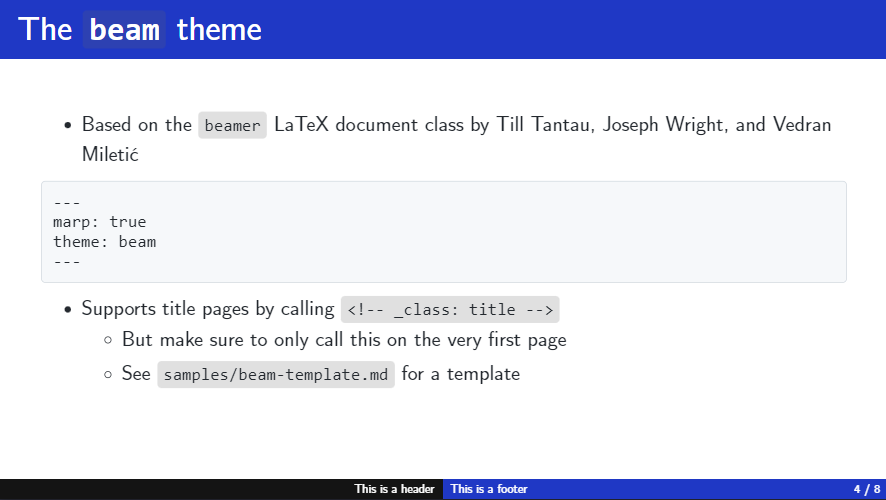 The beam theme
• Based on the beamer LaTeX document class by Till Tantau, Joseph Wright, and Vedran
Miletić
---
marp: true
theme: beam
---
• Supports title pages by calling <!-- _class: title -->
◦ But make sure to only call this on the very first page
◦ See samples/beam-template.md for a template
This is a header This is a footer 4 / 8